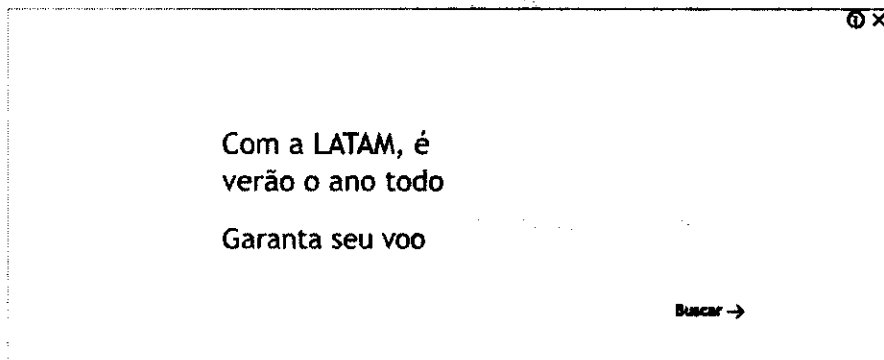 Com a LATAM, é
verão o ano todo
Garanta seu voo
Buscar →